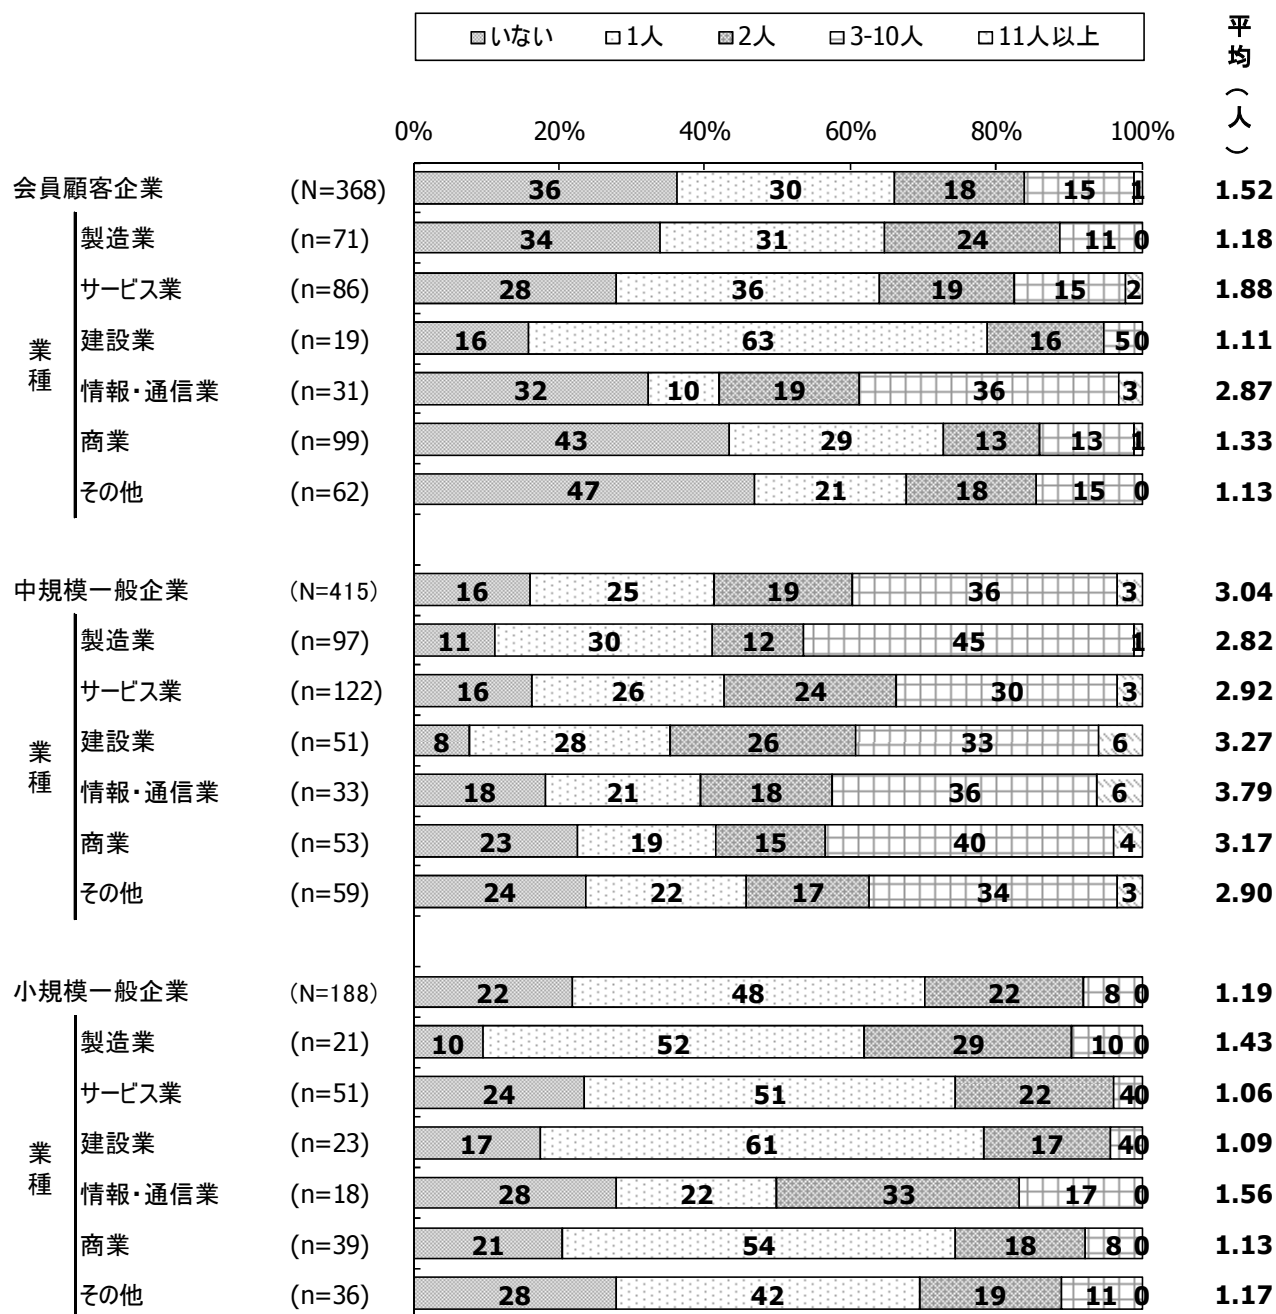 いない 1人 2人 3-10人 11人以上
平均(人)
0% 20% 40% 60% 80% 100%
会員顧客企業 (N=368) 36 30 18 15 1 1.52
業種
製造業 (n=71) 34 31 24 11 0 1.18
サービス業 (n=86) 28 36 19 15 2 1.88
建設業 (n=19) 16 63 16 5 0 1.11
情報・通信業 (n=31) 32 10 19 36 3 2.87
商業 (n=99) 43 29 13 13 1 1.33
その他 (n=62) 47 21 18 15 0 1.13
中規模一般企業 (N=415) 16 25 19 36 3 3.04
業種
製造業 (n=97) 11 30 12 45 1 2.82
サービス業 (n=122) 16 26 24 30 3 2.92
建設業 (n=51) 8 28 26 33 6 3.27
情報・通信業 (n=33) 18 21 18 36 6 3.79
商業 (n=53) 23 19 15 40 4 3.17
その他 (n=59) 24 22 17 34 3 2.90
小規模一般企業 (N=188) 22 48 22 8 0 1.19
業種
製造業 (n=21) 10 52 29 10 0 1.43
サービス業 (n=51) 24 51 22 4 0 1.06
建設業 (n=23) 17 61 17 4 0 1.09
情報・通信業 (n=18) 28 22 33 17 0 1.56
商業 (n=39) 21 54 18 8 0 1.13
その他 (n=36) 28 42 19 11 0 1.17